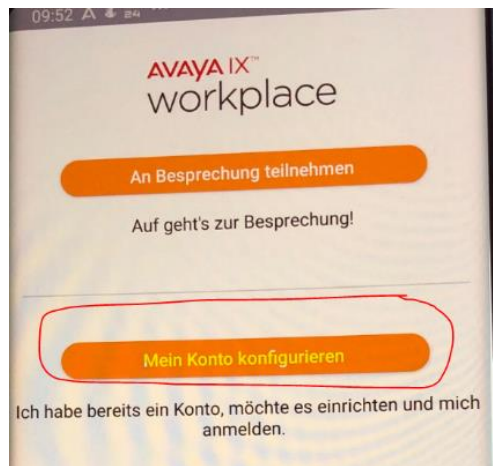 09:52
AVAYA IX™
workplace
An Besprechung teilnehmen
Auf geht's zur Besprechung!
Mein Konto konfigurieren
Ich habe bereits ein Konto, möchte es einrichten und mich
anmelden.